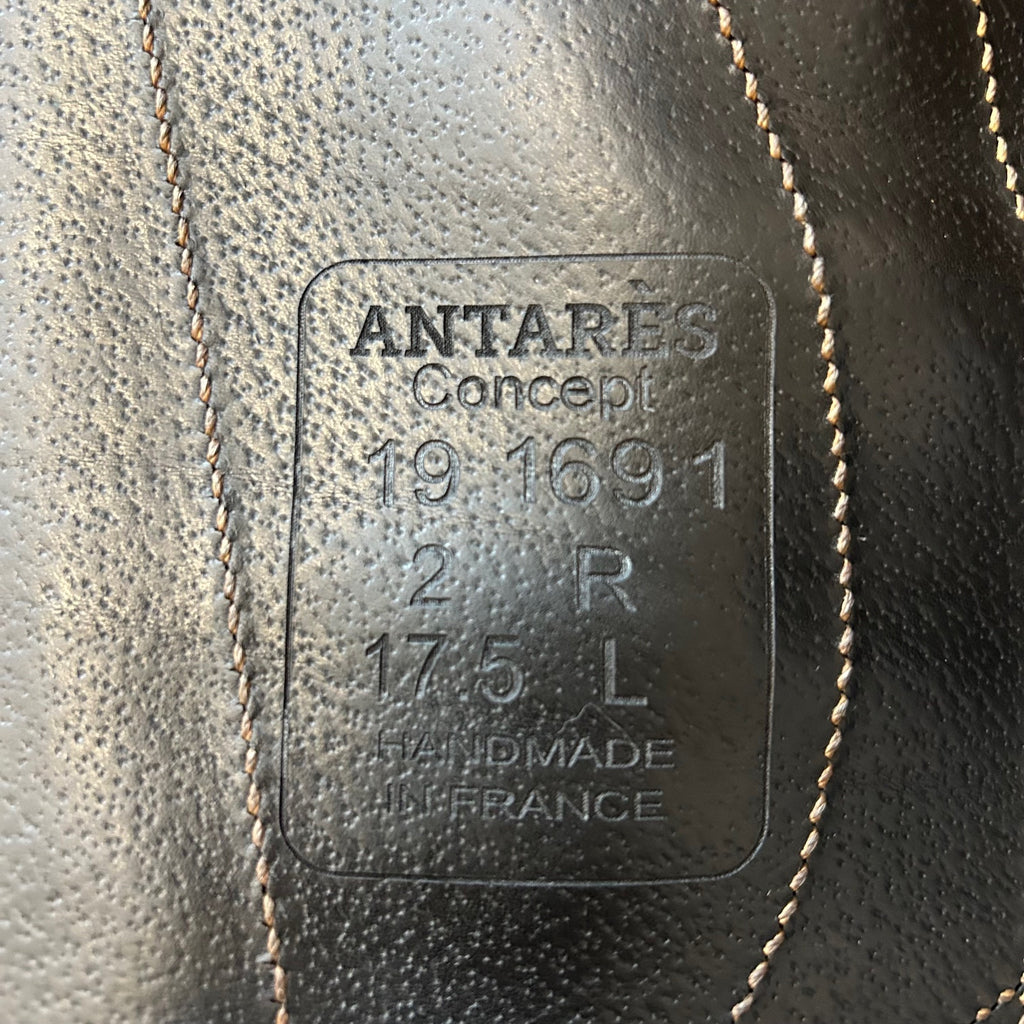 ANTARÈS
Concept
19 1691
2 R
17.5 L
HANDMADE
IN FRANCE